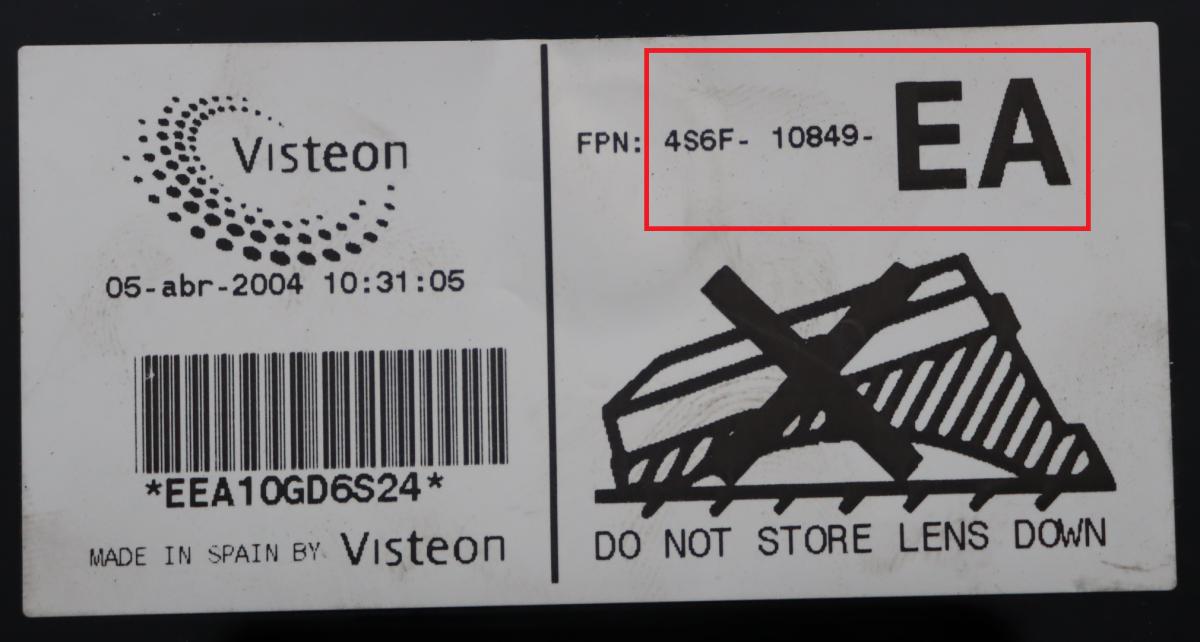 Visteon
05-abr-2004 10:31:05
*EEA10GD6S24*
MADE IN SPAIN BY Visteon
FPN: 4S6F- 10849- EA
DO NOT STORE LENS DOWN